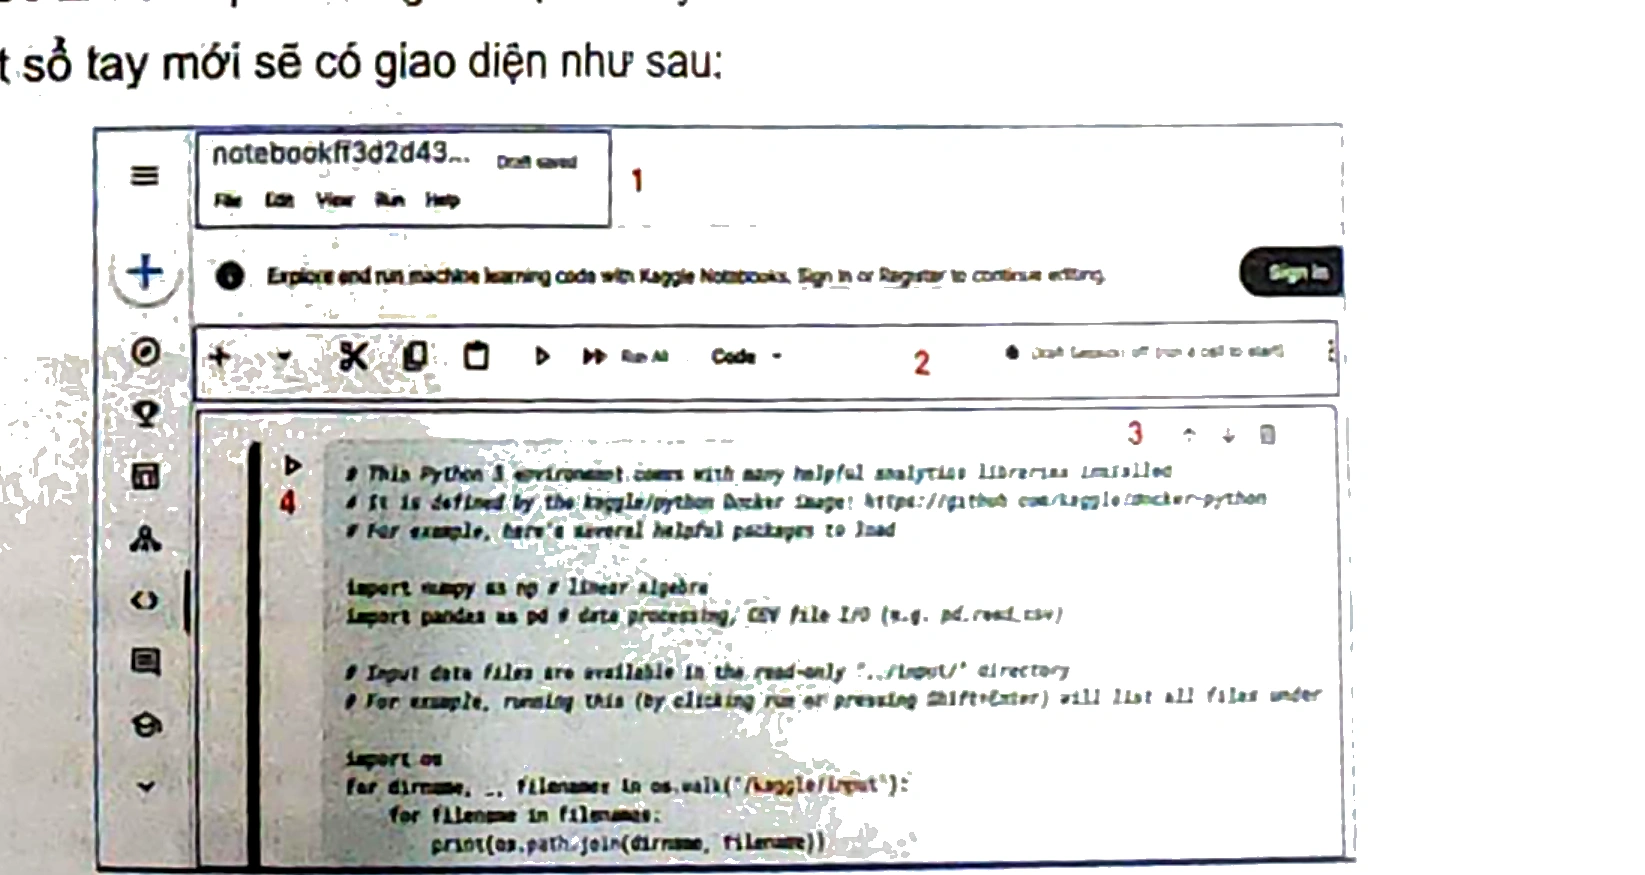 t sổ tay mới sẽ có giao diện như sau:
notebookff3d2d43... Draft saved
1
File Edit View Run Help
Explore and run machine learning code with Kaggle Notebooks. Sign In or Register to continue editing.
Sign In
Run All Code
2
Draft Session off (run a cell to start)
3
# This Python 3 environment comes with many helpful analytics libraries installed
4
# It is defined by the kaggle/python Docker image: https://github.com/kaggle/docker-python
# For example, here's several helpful packages to load
import numpy as np # linear algebra
import pandas as pd # data processing, CSV file I/O (e.g. pd.read_csv)
# Input data files are available in the read-only "../input/" directory
# For example, running this (by clicking run or pressing Shift+Enter) will list all files under
import os
for dirname, _, filenames in os.walk('/kaggle/input'):
for filename in filenames:
print(os.path.join(dirname, filename))